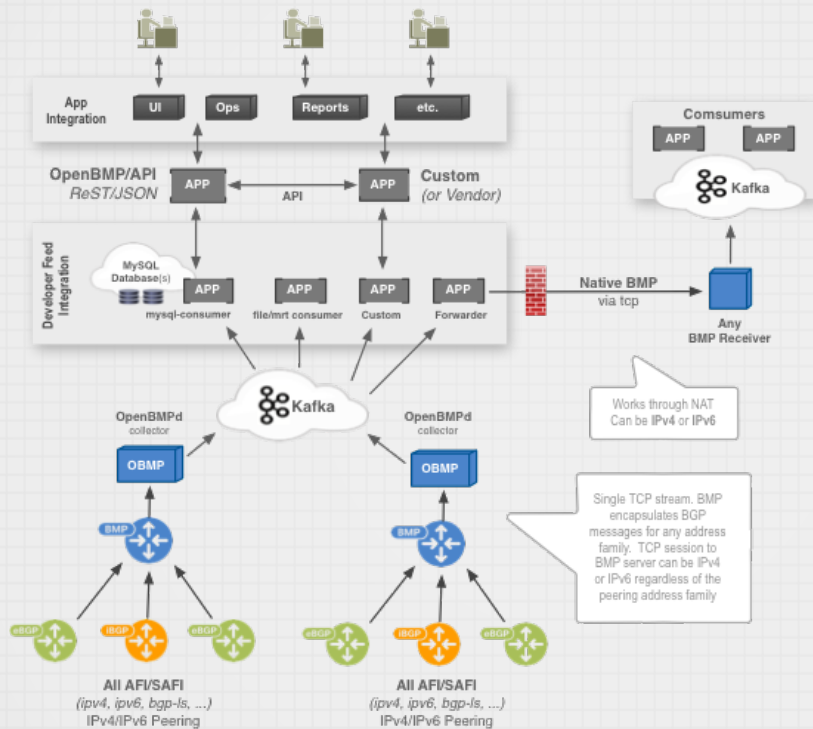 App
Integration
UI
Ops
Reports
etc.
Comsumers
APP
APP
Kafka
OpenBMP/API
ReST/JSON
APP
API
APP
Custom
(or Vendor)
Developer Feed
Integration
MySQL
Database(s)
APP
mysql-consumer
APP
file/mrt consumer
APP
Custom
APP
Forwarder
Native BMP
via tcp
Any
BMP Receiver
Works through NAT
Can be IPv4 or IPv6
Kafka
OpenBMPd
collector
OBMP
OpenBMPd
collector
OBMP
Single TCP stream. BMP
encapsulates BGP
messages for any address
family. TCP session to
BMP server can be IPv4
or IPv6 regardless of the
peering address family
BMP
BMP
eBGP
iBGP
eBGP
eBGP
iBGP
eBGP
All AFI/SAFI
(ipv4, ipv6, bgp-ls, ...)
IPv4/IPv6 Peering
All AFI/SAFI
(ipv4, ipv6, bgp-ls, ...)
IPv4/IPv6 Peering